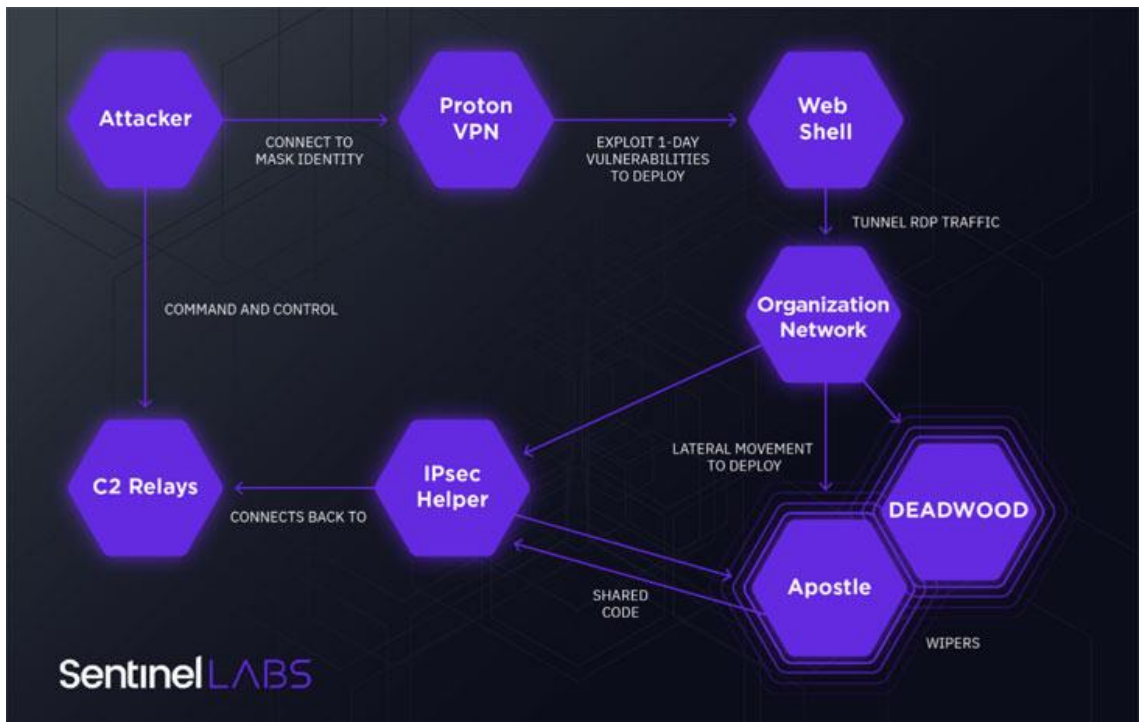 Attacker
CONNECT TO
MASK IDENTITY
Proton
VPN
EXPLOIT 1-DAY
VULNERABILITIES
TO DEPLOY
Web
Shell
TUNNEL RDP TRAFFIC
Organization
Network
COMMAND AND CONTROL
LATERAL MOVEMENT
TO DEPLOY
C2 Relays
CONNECTS BACK TO
IPsec
Helper
DEADWOOD
Apostle
SHARED
CODE
WIPERS
Sentinel LABS